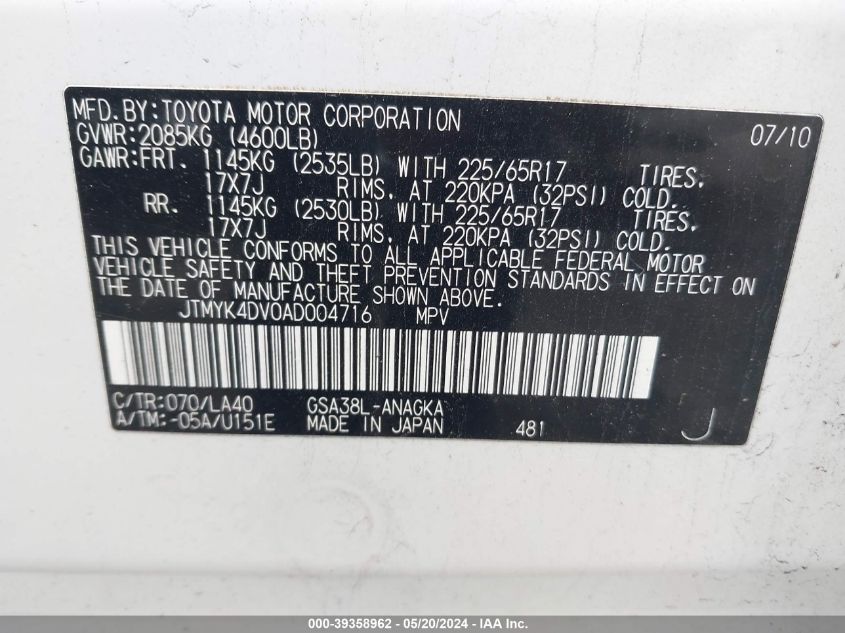 MFD.BY:TOYOTA MOTOR CORPORATION 07/10
GVWR:2085KG (4600LB)
GAWR:FRT. 1145KG (2535LB) WITH 225/65R17 TIRES,
17X7J RIMS, AT 220KPA (32PSI) COLD.
RR. 1145KG (2530LB) WITH 225/65R17 TIRES,
17X7J RIMS, AT 220KPA (32PSI) COLD.
THIS VEHICLE CONFORMS TO ALL APPLICABLE FEDERAL MOTOR
VEHICLE SAFETY AND THEFT PREVENTION STANDARDS IN EFFECT ON
THE DATE OF MANUFACTURE SHOWN ABOVE.
JTMYK4DV0AD004716 MPV
C/TR:070/LA40 GSA38L-ANAGKA
A/TM:-05A/U151E MADE IN JAPAN 481 J
000-39358962 - 05/20/2024 - IAA Inc.